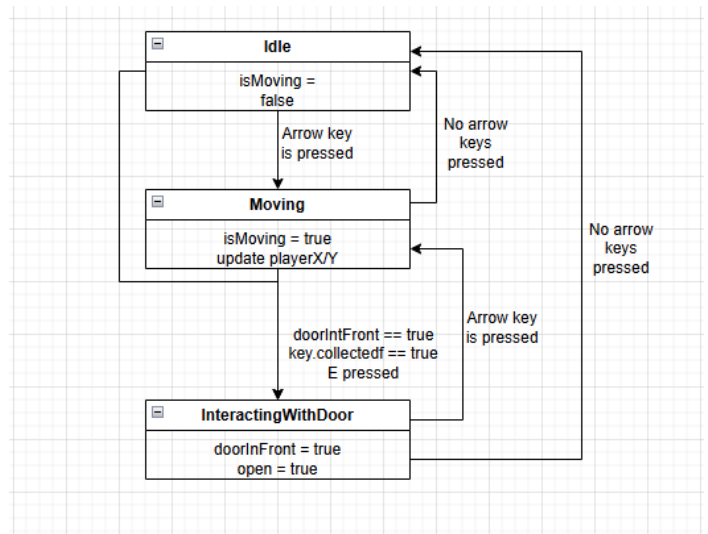 Idle
isMoving =
false
Arrow key
is pressed
No arrow
keys
pressed
Moving
isMoving = true
update playerX/Y
No arrow
keys
pressed
Arrow key
is pressed
doorIntFront == true
key.collectedf == true
E pressed
InteractingWithDoor
doorInFront = true
open = true